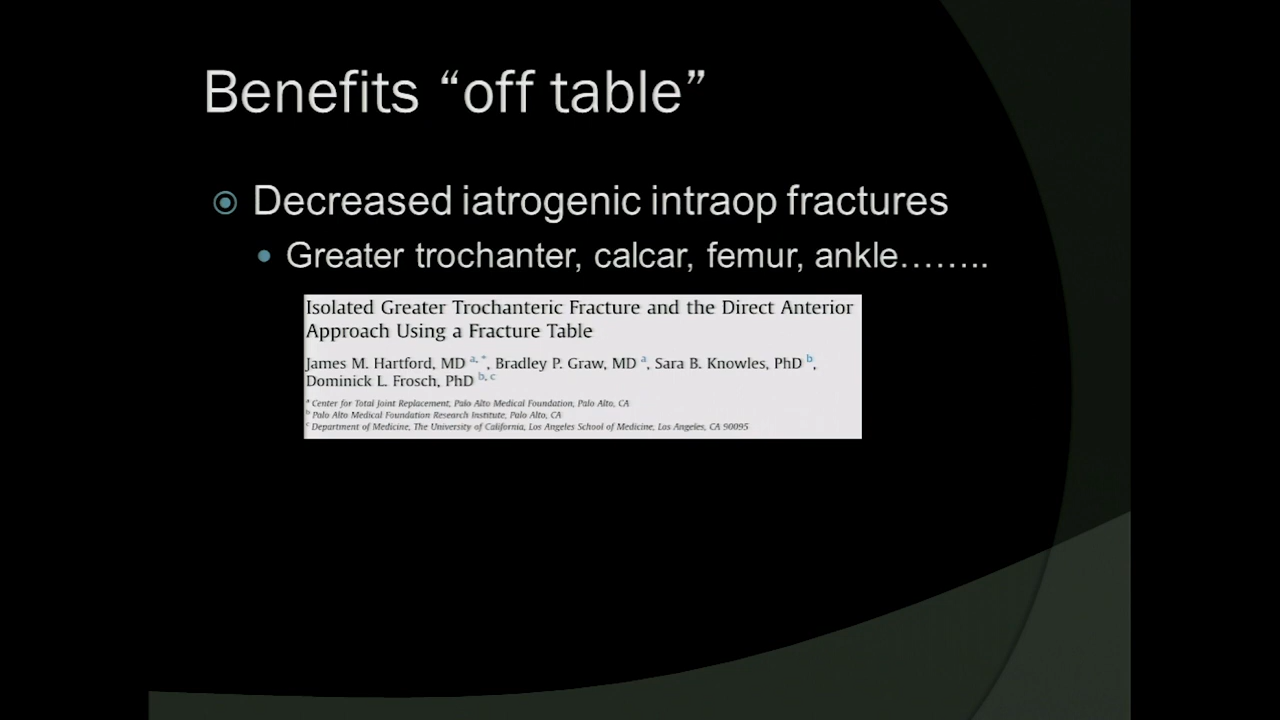 Benefits “off table”
Decreased iatrogenic intraop fractures
Greater trochanter, calcar, femur, ankle……..
Isolated Greater Trochanteric Fracture and the Direct Anterior
Approach Using a Fracture Table
James M. Hartford, MD a,*, Bradley P. Graw, MD a, Sara B. Knowles, PhD b,
Dominick L. Frosch, PhD b,c
a Center for Total Joint Replacement, Palo Alto Medical Foundation, Palo Alto, CA
b Palo Alto Medical Foundation Research Institute, Palo Alto, CA
c Department of Medicine, The University of California, Los Angeles School of Medicine, Los Angeles, CA 90095